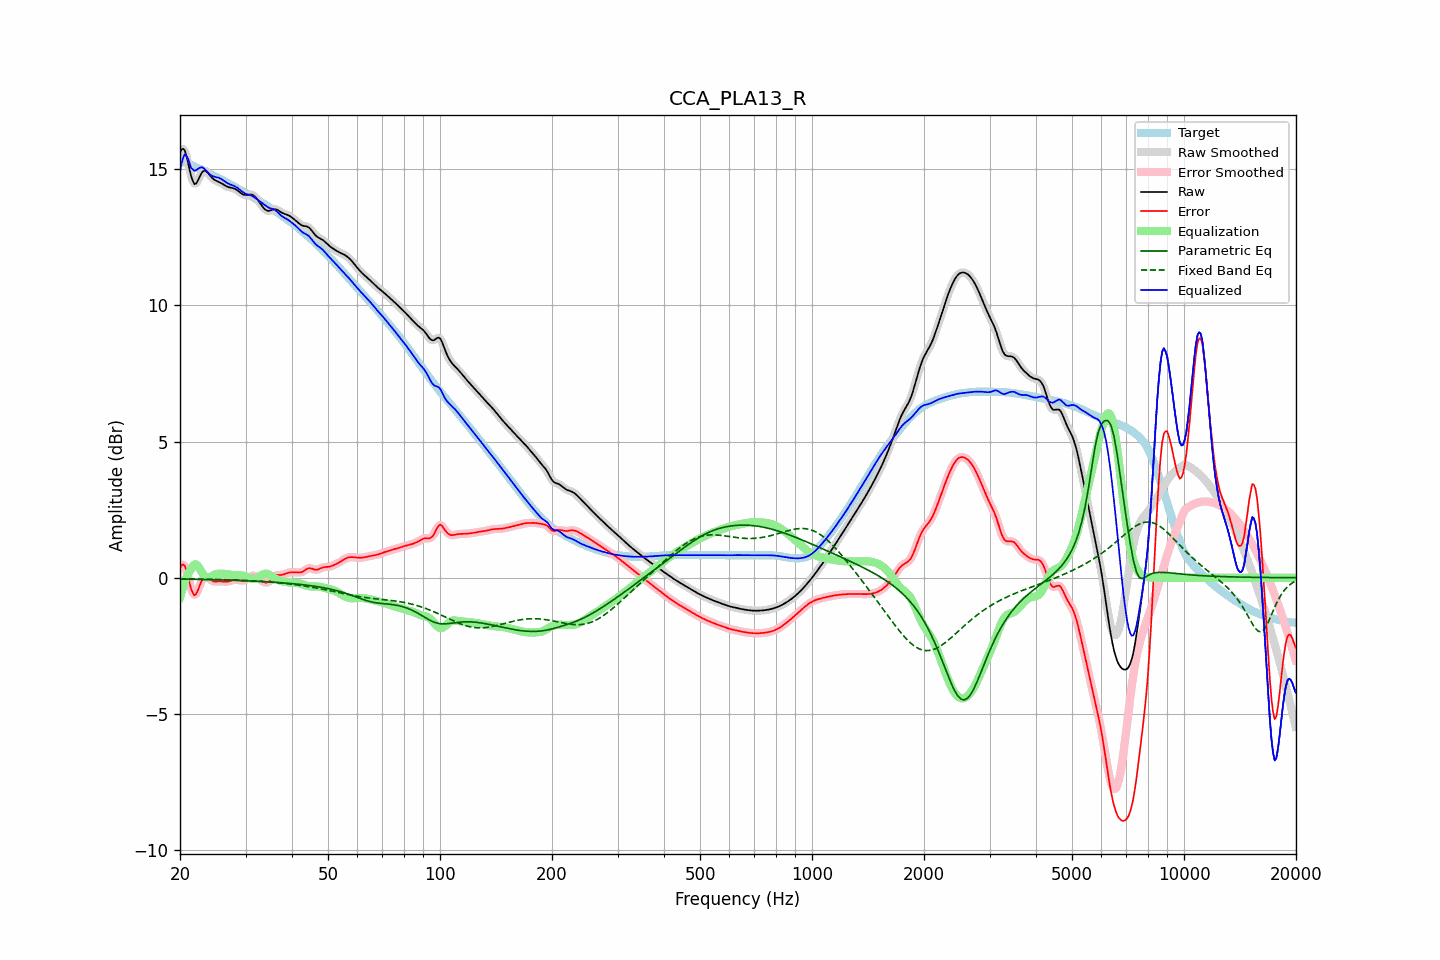 CCA_PLA13_R
Amplitude (dBr)
15
10
5
0
−5
−10
Target
Raw Smoothed
Error Smoothed
Raw
Error
Equalization
Parametric Eq
Fixed Band Eq
Equalized
20 50 100 200 500 1000 2000 5000 10000 20000
Frequency (Hz)